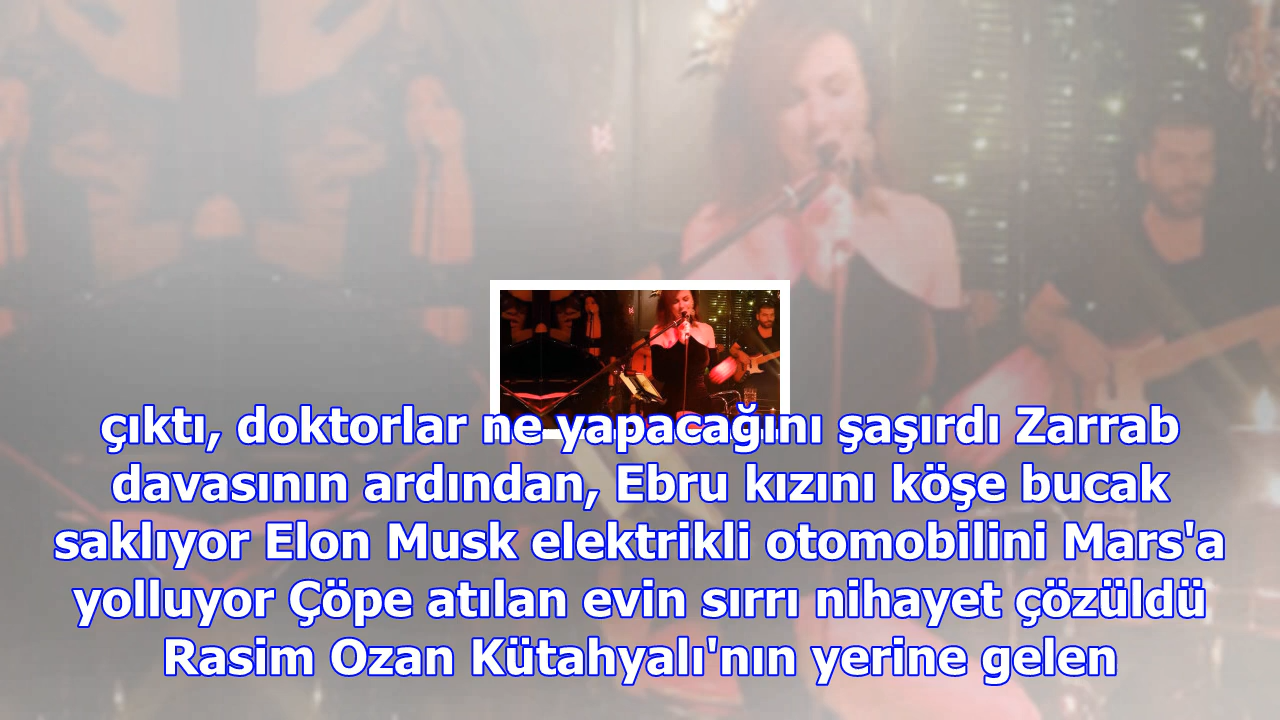 çıktı, doktorlar ne yapacağını şaşırdı Zarrab
davasının ardından, Ebru kızını köşe bucak
saklıyor Elon Musk elektrikli otomobilini Mars'a
yolluyor Çöpe atılan evin sırrı nihayet çözüldü
Rasim Ozan Kütahyalı'nın yerine gelen